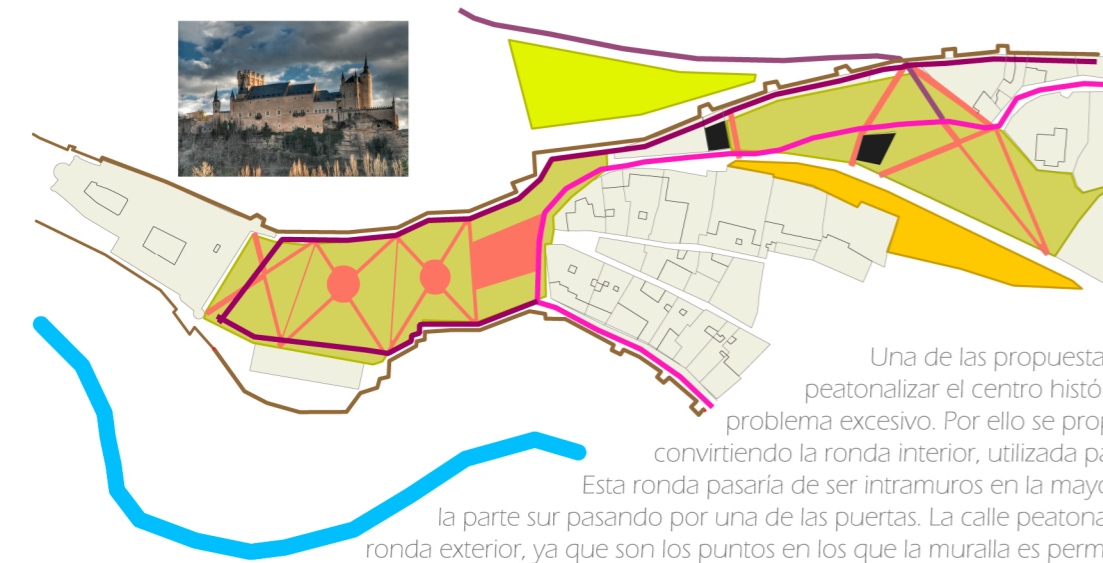 Una de las propuesta
peatonalizar el centro histó
problema excesivo. Por ello se prop
convirtiendo la ronda interior, utilizada pa
Esta ronda pasaría de ser intramuros en la mayo
la parte sur pasando por una de las puertas. La calle peatona
ronda exterior, ya que son los puntos en los que la muralla es perm